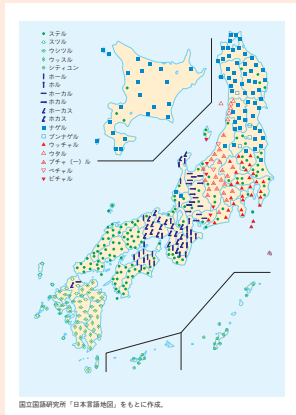 ステル
スツル
ウシツル
ウッスル
シティユン
ホール
ホル
ホーカル
ホカル
ホーカス
ホカス
ナゲル
ブンナゲル
ウッチャル
ウタル
ブチャ(ー)ル
ベチャル
ビチャル
国立国語研究所「日本言語地図」をもとに作成。